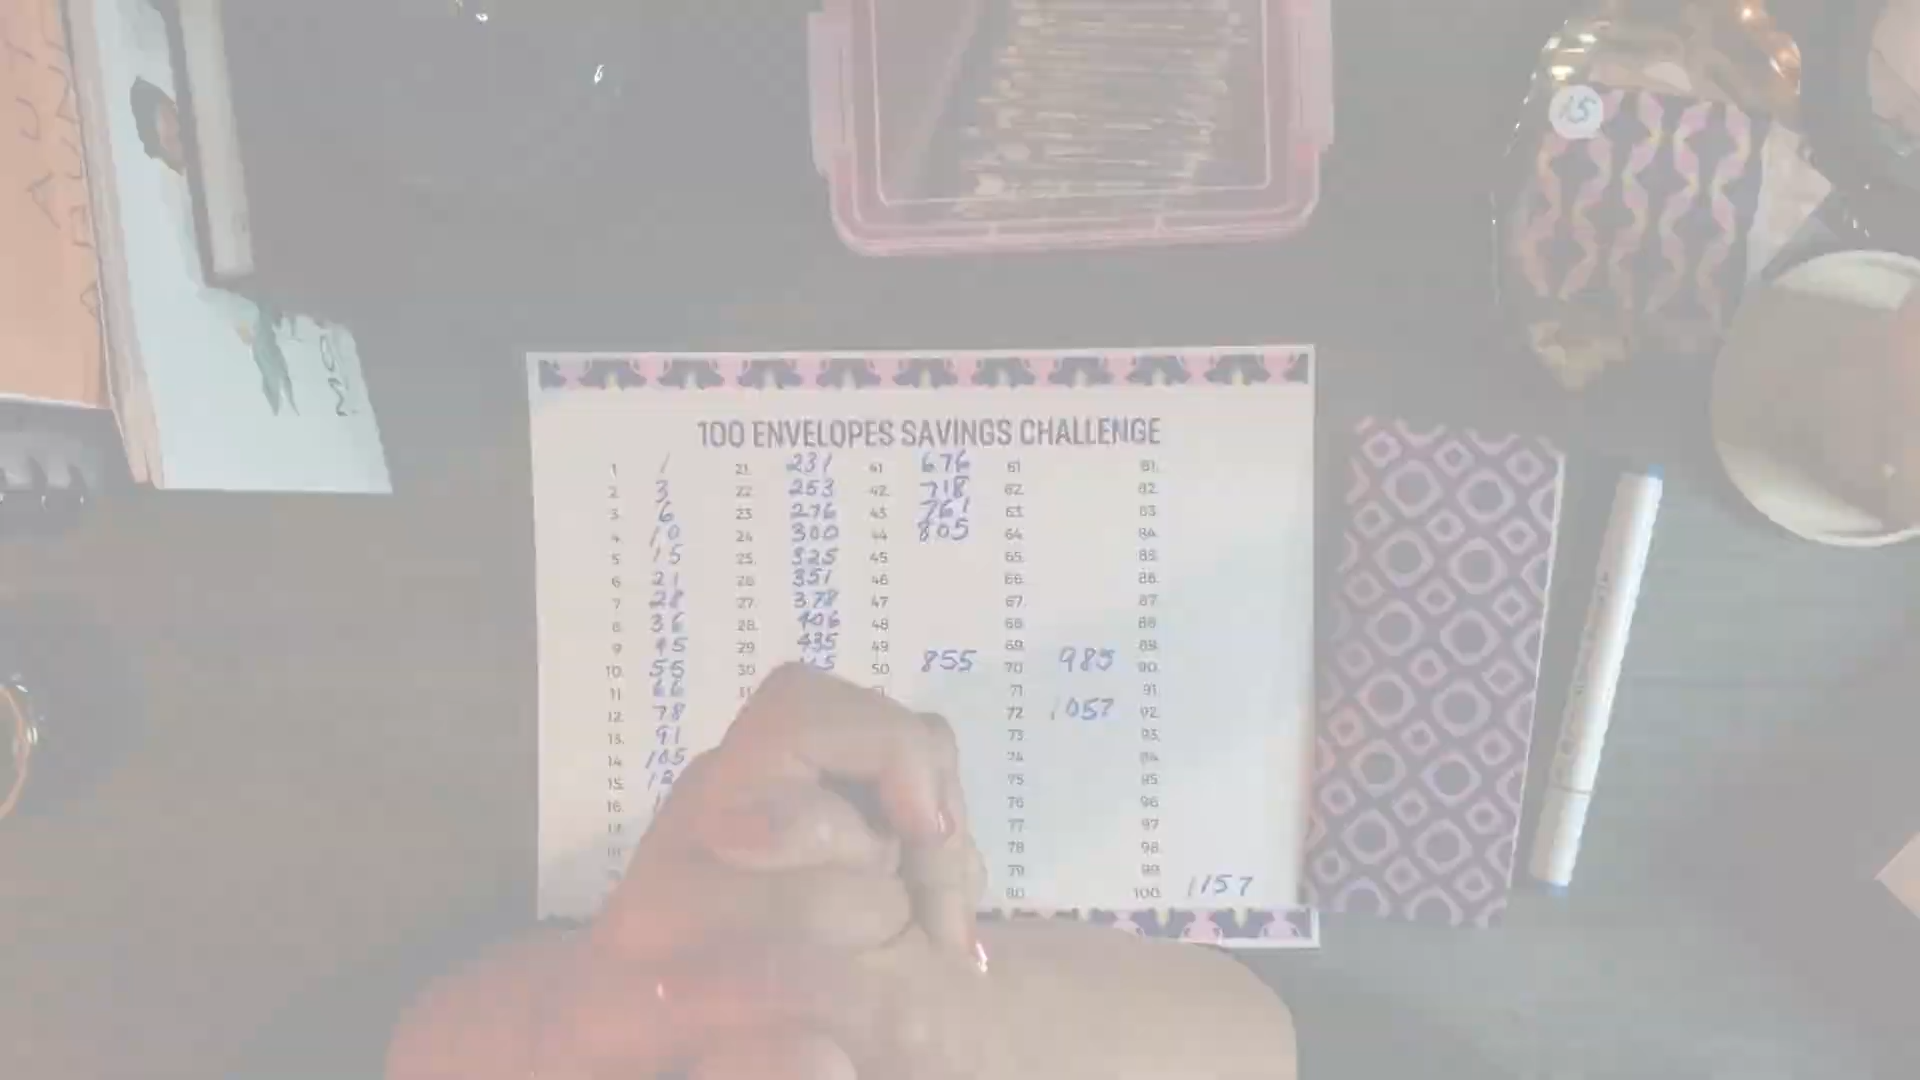 15
100 ENVELOPES SAVINGS CHALLENGE
1. 1 21. 231 41. 676 61. 81.
2. 3 22. 253 42. 718 62. 82.
3. 6 23. 276 43. 761 63. 83.
4. 10 24. 300 44. 805 64. 84.
5. 15 25. 325 45. 65. 85.
6. 21 26. 351 46. 66. 86.
7. 28 27. 378 47. 67. 87.
8. 36 28. 406 48. 68. 88.
9. 45 29. 435 49. 69. 89.
10. 55 30. 50. 855 70. 985 90.
11. 66 31. 71. 91.
12. 78 72. 1057 92.
13. 91 73. 93.
14. 105 74. 94.
15. 75. 95.
16. 76. 96.
77. 97.
78. 98.
79. 99.
80. 100. 1157